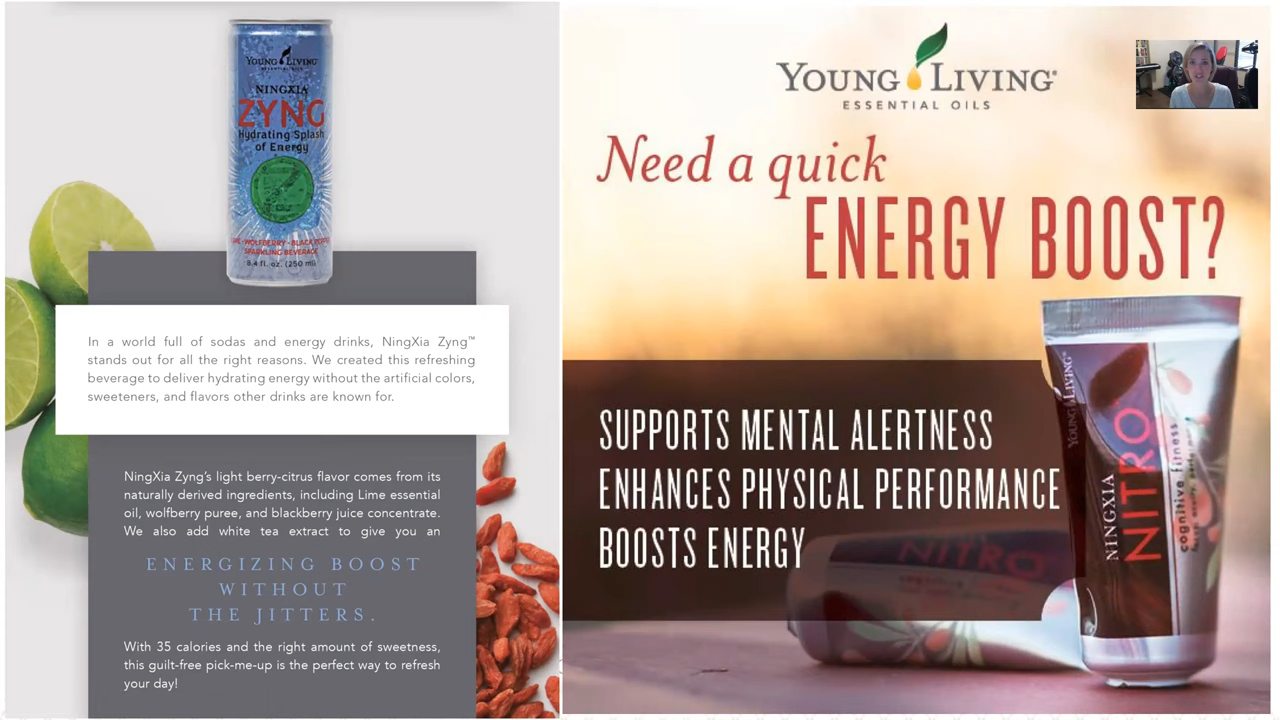 YOUNG LIVING
ESSENTIAL OILS
NINGXIA
ZYNG
Hydrating Splash
of Energy
WOLFBERRY • BLACK
SPARKLING BEVERAGE
8.4 fl. oz. (250 ml)
In a world full of sodas and energy drinks, NingXia Zyng™
stands out for all the right reasons. We created this refreshing
beverage to deliver hydrating energy without the artificial colors,
sweeteners, and flavors other drinks are known for.
NingXia Zyng's light berry-citrus flavor comes from its
naturally derived ingredients, including Lime essential
oil, wolfberry puree, and blackberry juice concentrate.
We also add white tea extract to give you an
ENERGIZING BOOST
WITHOUT
THE JITTERS.
With 35 calories and the right amount of sweetness,
this guilt-free pick-me-up is the perfect way to refresh
your day!
YOUNG LIVING®
ESSENTIAL OILS
Need a quick
ENERGY BOOST?
SUPPORTS MENTAL ALERTNESS
ENHANCES PHYSICAL PERFORMANCE
BOOSTS ENERGY
YOUNG LIVING
NINGXIA
NITRO
cognitive fitness
NITRO